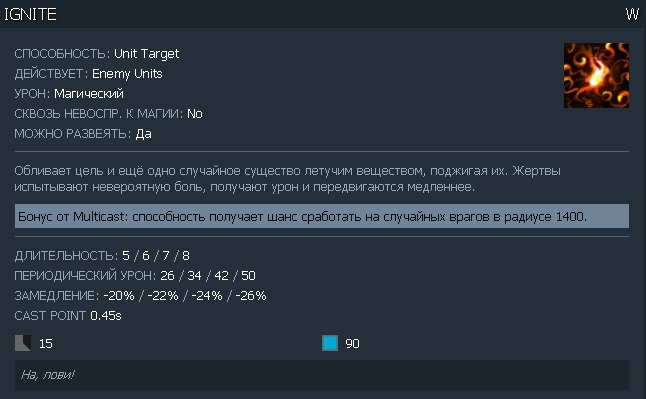 IGNITE W
СПОСОБНОСТЬ: Unit Target
ДЕЙСТВУЕТ: Enemy Units
УРОН: Магический
СКВОЗЬ НЕВОСПР. К МАГИИ: No
МОЖНО РАЗВЕЯТЬ: Да
Обливает цель и ещё одно случайное существо летучим веществом, поджигая их. Жертвы
испытывают невероятную боль, получают урон и передвигаются медленнее.
Бонус от Multicast: способность получает шанс сработать на случайных врагов в радиусе 1400.
ДЛИТЕЛЬНОСТЬ: 5 / 6 / 7 / 8
ПЕРИОДИЧЕСКИЙ УРОН: 26 / 34 / 42 / 50
ЗАМЕДЛЕНИЕ: -20% / -22% / -24% / -26%
CAST POINT 0.45s
15 90
На, лови!